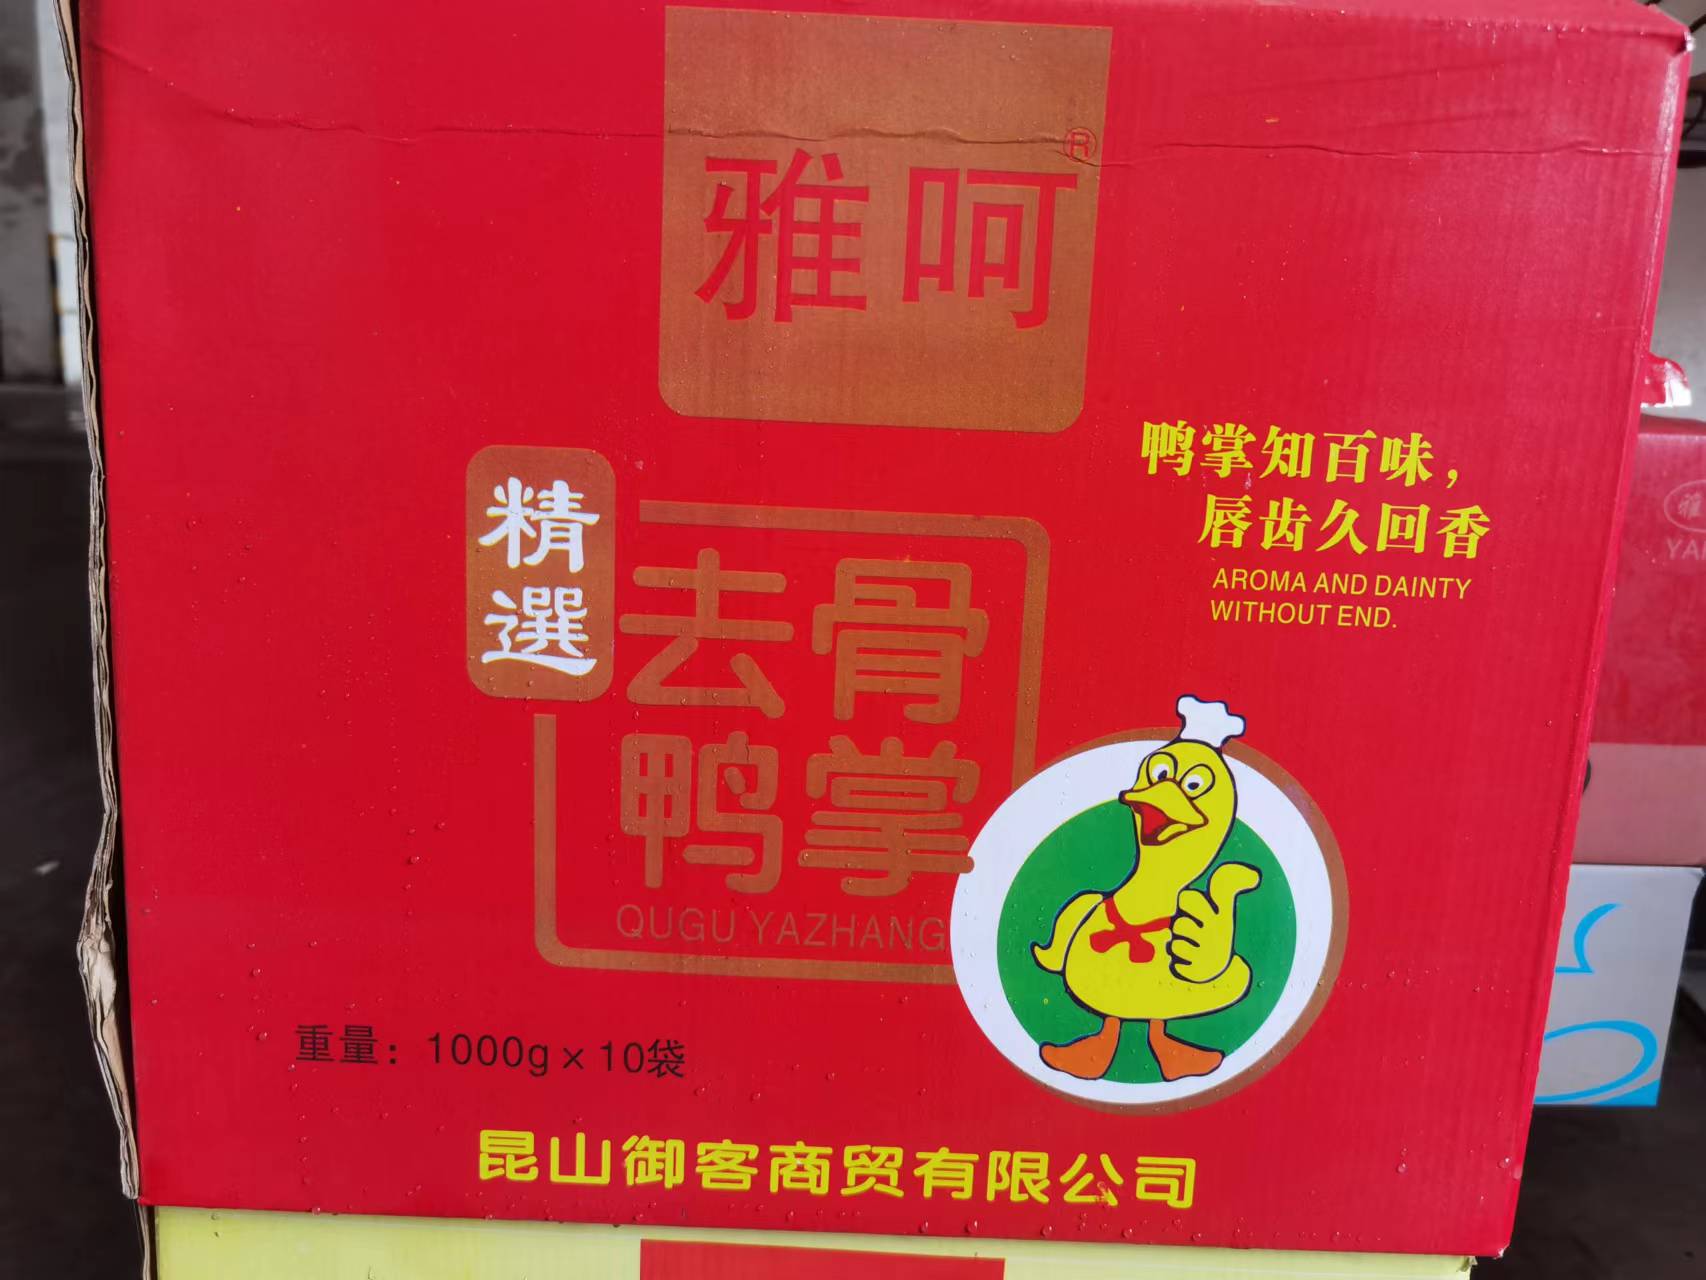 雅呵®
鸭掌知百味，
唇齿久回香
AROMA AND DAINTY
WITHOUT END.
精選
去骨
鸭掌
QUGU YAZHANG
重量：1000g×10袋
昆山御客商贸有限公司
雅
YA